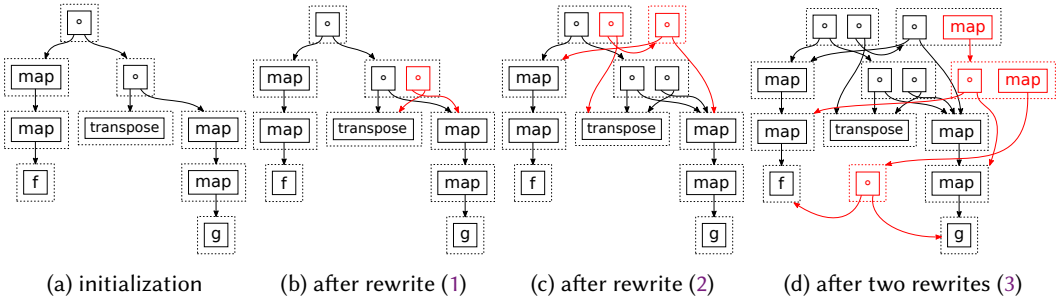 ∘ ∘ ∘ ∘ ∘ ∘ ∘ ∘ map
map ∘ map ∘ ∘ map ∘ ∘ map ∘ ∘ ∘ map
map transpose map map transpose map map transpose map map transpose map
f map f map f map f ∘ map
g g g g
(a) initialization (b) after rewrite (1) (c) after rewrite (2) (d) after two rewrites (3)